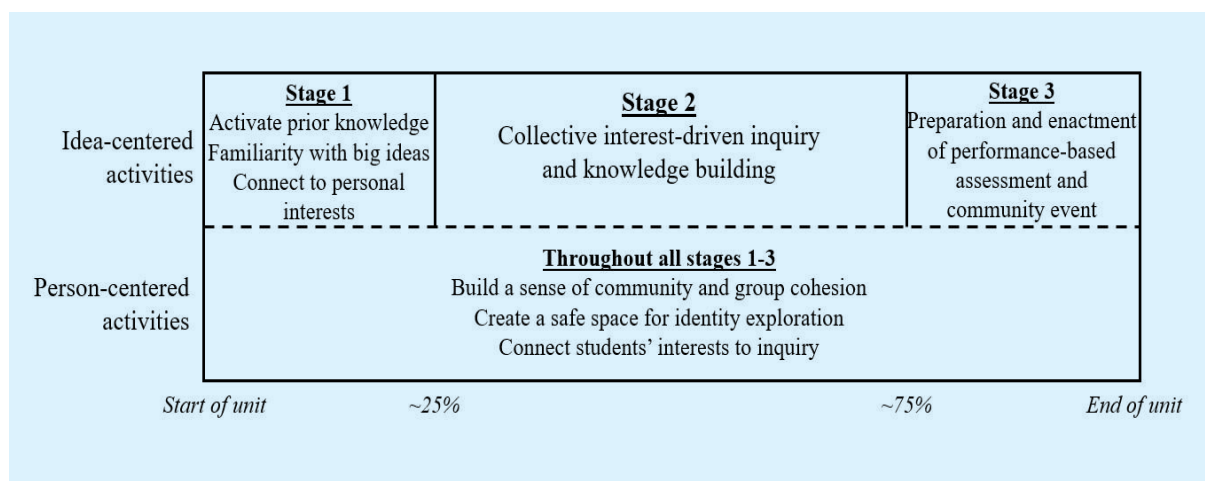 Idea-centered
activities
Stage 1
Activate prior knowledge
Familiarity with big ideas
Connect to personal
interests
Stage 2
Collective interest-driven inquiry
and knowledge building
Stage 3
Preparation and enactment
of performance-based
assessment and
community event
Person-centered
activities
Throughout all stages 1-3
Build a sense of community and group cohesion
Create a safe space for identity exploration
Connect students’ interests to inquiry
Start of unit
~25%
~75%
End of unit